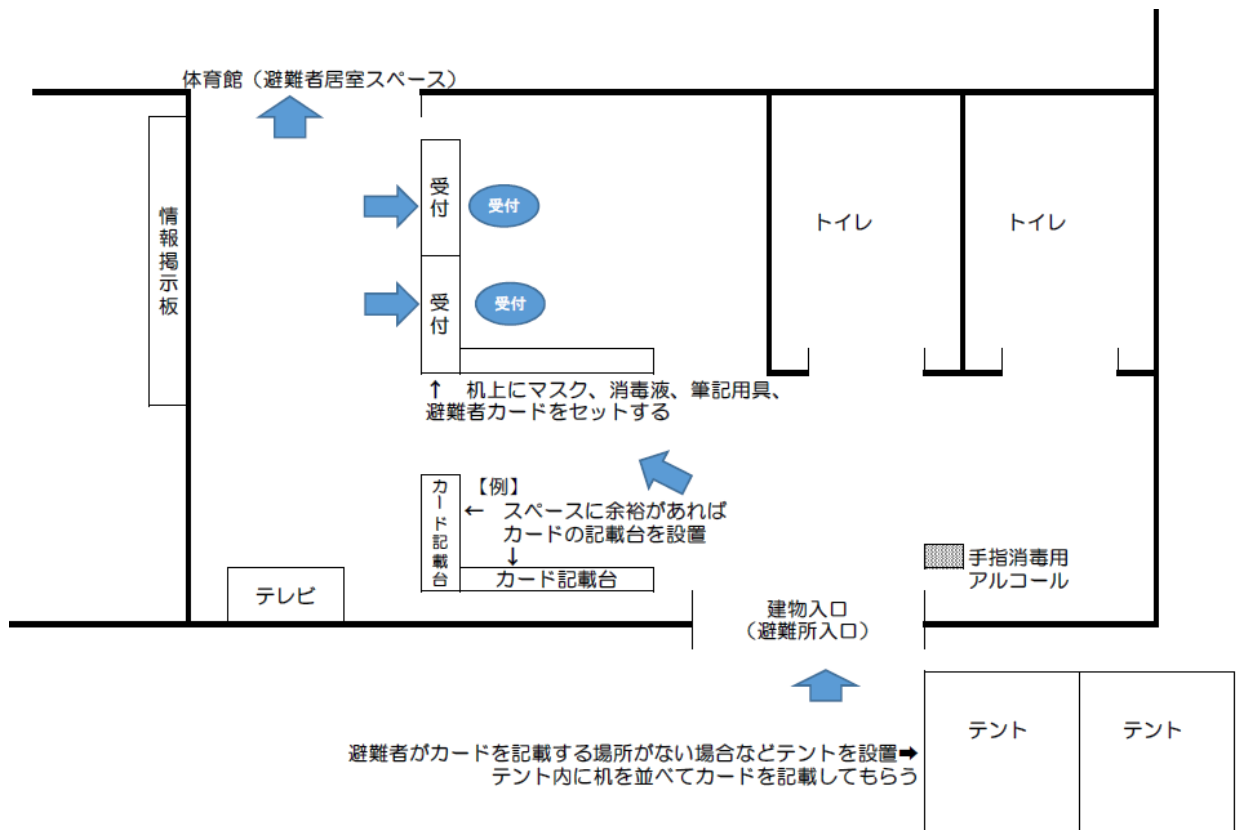 体育館（避難者居室スペース）
情報掲示板
受付
受付
受付
受付
トイレ
トイレ
↑　机上にマスク、消毒液、筆記用具、
避難者カードをセットする
カード記載台
【例】
←　スペースに余裕があれば
カードの記載台を設置
↓
カード記載台
テレビ
手指消毒用
アルコール
建物入口
（避難所入口）
テント
テント
避難者がカードを記載する場所がない場合などテントを設置➡
テント内に机を並べてカードを記載してもらう